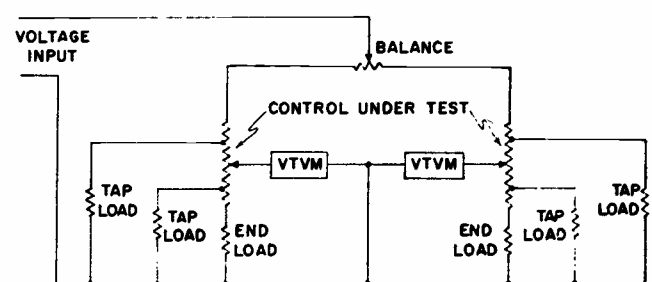 VOLTAGE
INPUT
BALANCE
CONTROL UNDER TEST
VTVM
VTVM
TAP
LOAD
TAP
LOAD
END
LOAD
END
LOAD
TAP
LOAD
TAP
LOAD